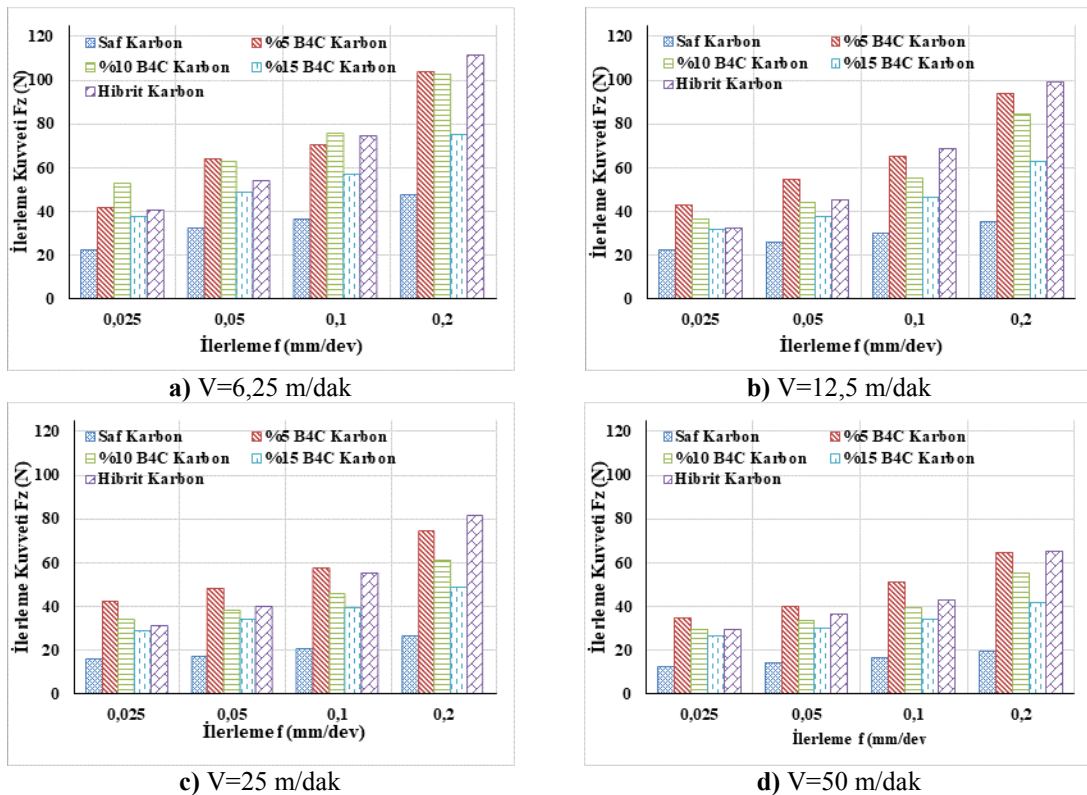 İlerleme Kuvveti Fz (N)
120
100
80
60
40
20
0
Saf Karbon
%5 B4C Karbon
%10 B4C Karbon
%15 B4C Karbon
Hibrit Karbon
0,025
0,05
0,1
0,2
İlerleme f (mm/dev)
a) V=6,25 m/dak
İlerleme Kuvveti Fz (N)
120
100
80
60
40
20
0
Saf Karbon
%5 B4C Karbon
%10 B4C Karbon
%15 B4C Karbon
Hibrit Karbon
0,025
0,05
0,1
0,2
İlerleme f (mm/dev)
b) V=12,5 m/dak
İlerleme Kuvveti Fz (N)
120
100
80
60
40
20
0
Saf Karbon
%5 B4C Karbon
%10 B4C Karbon
%15 B4C Karbon
Hibrit Karbon
0,025
0,05
0,1
0,2
İlerleme f (mm/dev)
c) V=25 m/dak
İlerleme Kuvveti Fz (N)
120
100
80
60
40
20
0
Saf Karbon
%5 B4C Karbon
%10 B4C Karbon
%15 B4C Karbon
Hibrit Karbon
0,025
0,05
0,1
0,2
İlerleme f (mm/dev
d) V=50 m/dak